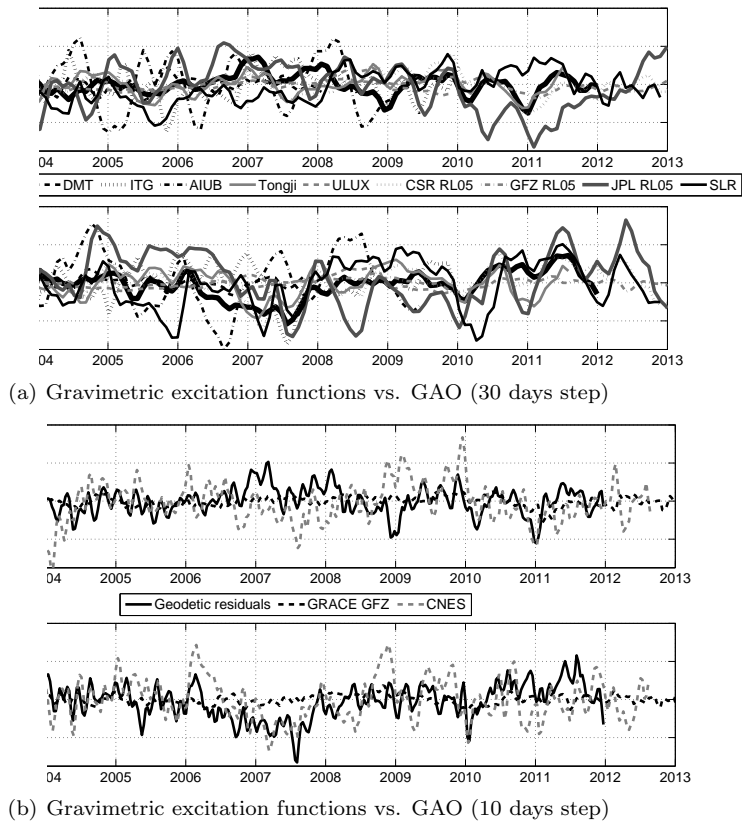 04 2005 2006 2007 2008 2009 2010 2011 2012 2013
DMT ITG AIUB Tongji ULUX CSR RL05 GFZ RL05 JPL RL05 SLR
04 2005 2006 2007 2008 2009 2010 2011 2012 2013
(a) Gravimetric excitation functions vs. GAO (30 days step)
04 2005 2006 2007 2008 2009 2010 2011 2012 2013
Geodetic residuals GRACE GFZ CNES
04 2005 2006 2007 2008 2009 2010 2011 2012 2013
(b) Gravimetric excitation functions vs. GAO (10 days step)